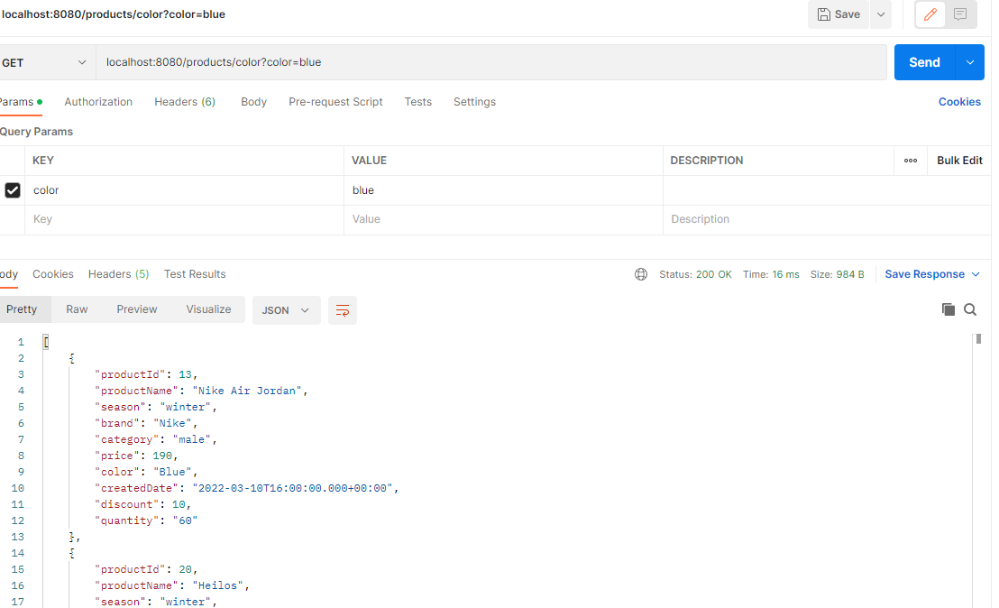 localhost:8080/products/color?color=blue
Save
GET
localhost:8080/products/color?color=blue
Send
Params
Authorization
Headers (6)
Body
Pre-request Script
Tests
Settings
Cookies
Query Params
KEY
VALUE
DESCRIPTION
Bulk Edit
color
blue
Key
Value
Description
ody
Cookies
Headers (5)
Test Results
Status: 200 OK
Time: 16 ms
Size: 984 B
Save Response
Pretty
Raw
Preview
Visualize
JSON
1 [
2 {
3 "productId": 13,
4 "productName": "Nike Air Jordan",
5 "season": "winter",
6 "brand": "Nike",
7 "category": "male",
8 "price": 190,
9 "color": "Blue",
10 "createdDate": "2022-03-10T16:00:00.000+00:00",
11 "discount": 10,
12 "quantity": "60"
13 },
14 {
15 "productId": 20,
16 "productName": "Heilos",
17 "season": "winter",